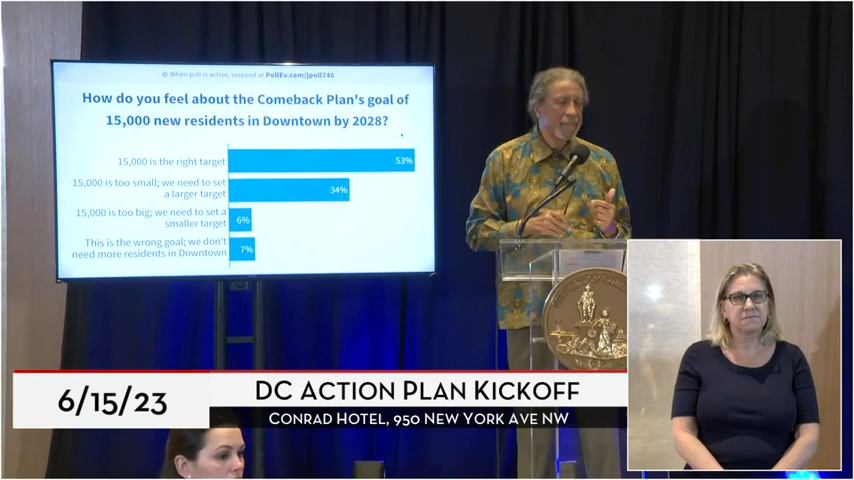 When poll is active, respond at PollEv.com/jpoll746
How do you feel about the Comeback Plan's goal of
15,000 new residents in Downtown by 2028?
15,000 is the right target
53%
15,000 is too small; we need to set
a larger target
34%
15,000 is too big; we need to set a
smaller target
6%
This is the wrong goal; we don't
need more residents in Downtown
7%
6/15/23
DC Action Plan Kickoff
Conrad Hotel, 950 New York Ave NW